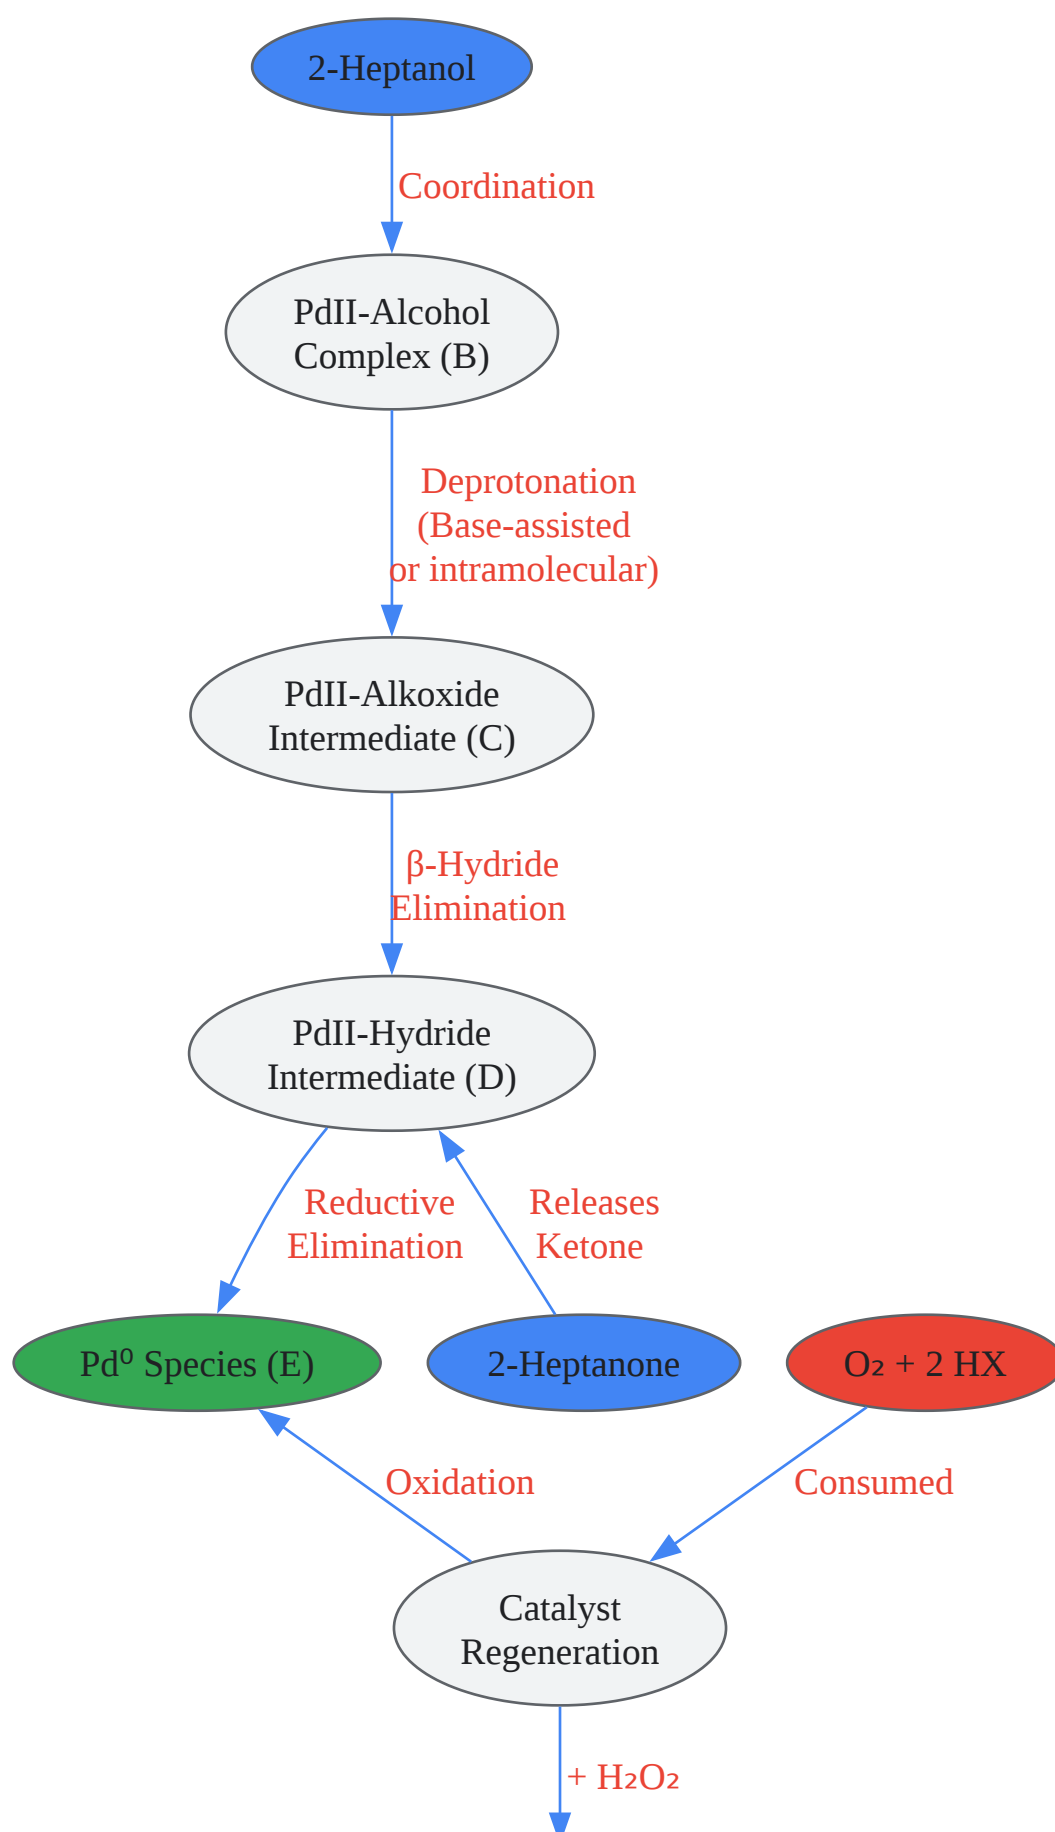 2-Heptanol
Coordination
PdII-Alcohol
Complex (B)
Deprotonation
(Base-assisted
or intramolecular)
PdII-Alkoxide
Intermediate (C)
β-Hydride
Elimination
PdII-Hydride
Intermediate (D)
Reductive
Elimination
Releases
Ketone
Pd⁰ Species (E)
2-Heptanone
O₂ + 2 HX
Oxidation
Consumed
Catalyst
Regeneration
+ H₂O₂